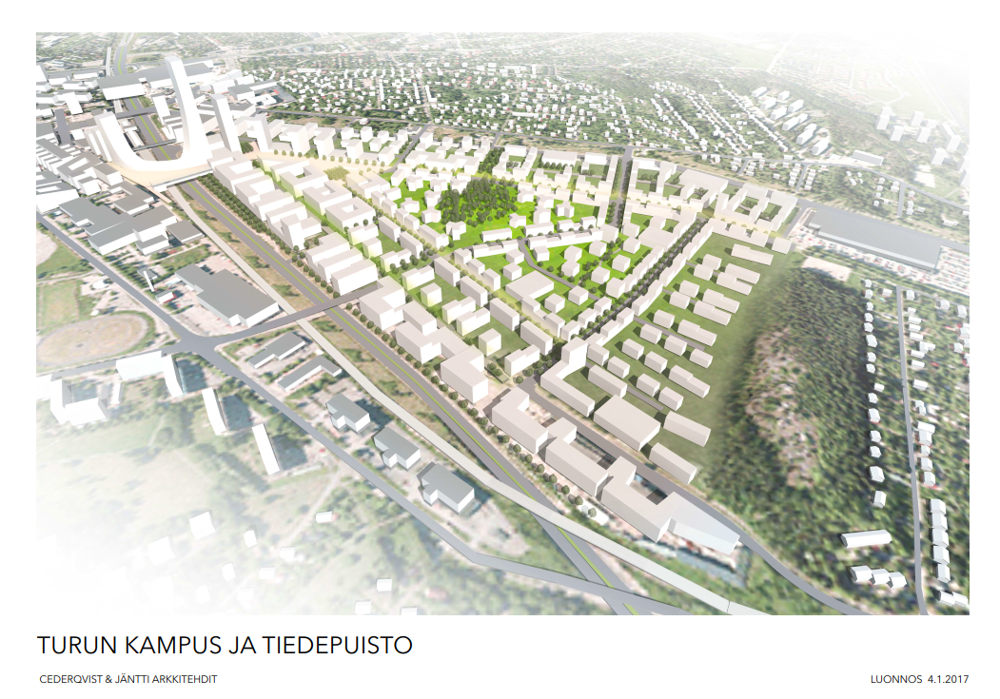 TURUN KAMPUS JA TIEDEPUISTO
CEDERQVIST & JÄNTTI ARKKITEHDIT
LUONNOS 4.1.2017